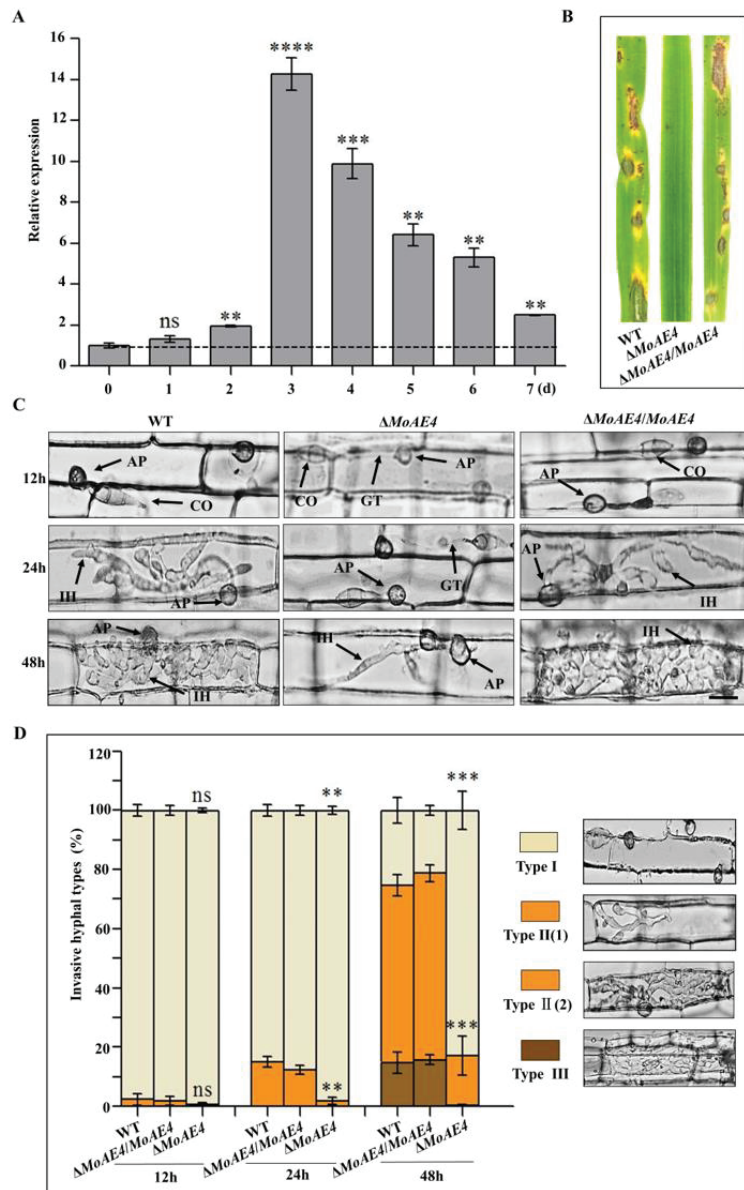 A
B
16
14
12
10
8
6
4
2
0
Relative expression
ns
**
****
***
**
**
**
0 1 2 3 4 5 6 7 (d)
WT
ΔMoAE4
ΔMoAE4/MoAE4
C
WT ΔMoAE4 ΔMoAE4/MoAE4
12h
AP CO
CO GT AP
AP CO
24h
IH AP
AP GT
AP IH
48h
AP IH
IH AP
IH
D
120
100
80
60
40
20
0
Invasive hyphal types (%)
ns
**
***
ns
**
***
WT
ΔMoAE4/MoAE4
ΔMoAE4
WT
ΔMoAE4/MoAE4
ΔMoAE4
WT
ΔMoAE4/MoAE4
ΔMoAE4
12h 24h 48h
Type I
Type II(1)
Type Ⅱ(2)
Type III